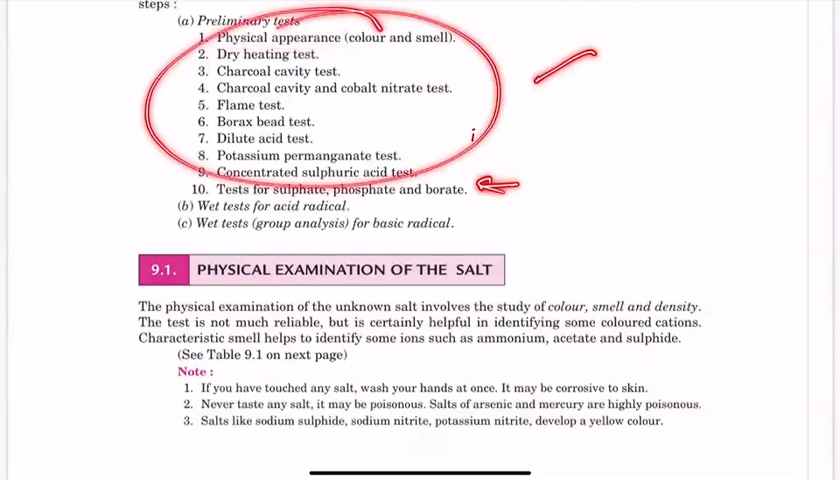 steps :
(a) Preliminary tests
1. Physical appearance (colour and smell).
2. Dry heating test.
3. Charcoal cavity test.
4. Charcoal cavity and cobalt nitrate test.
5. Flame test.
6. Borax bead test.
7. Dilute acid test.
8. Potassium permanganate test.
9. Concentrated sulphuric acid test.
10. Tests for sulphate, phosphate and borate.
(b) Wet tests for acid radical.
(c) Wet tests (group analysis) for basic radical.
9.1. PHYSICAL EXAMINATION OF THE SALT
The physical examination of the unknown salt involves the study of colour, smell and density.
The test is not much reliable, but is certainly helpful in identifying some coloured cations.
Characteristic smell helps to identify some ions such as ammonium, acetate and sulphide.
(See Table 9.1 on next page)
Note :
1. If you have touched any salt, wash your hands at once. It may be corrosive to skin.
2. Never taste any salt, it may be poisonous. Salts of arsenic and mercury are highly poisonous.
3. Salts like sodium sulphide, sodium nitrite, potassium nitrite, develop a yellow colour.